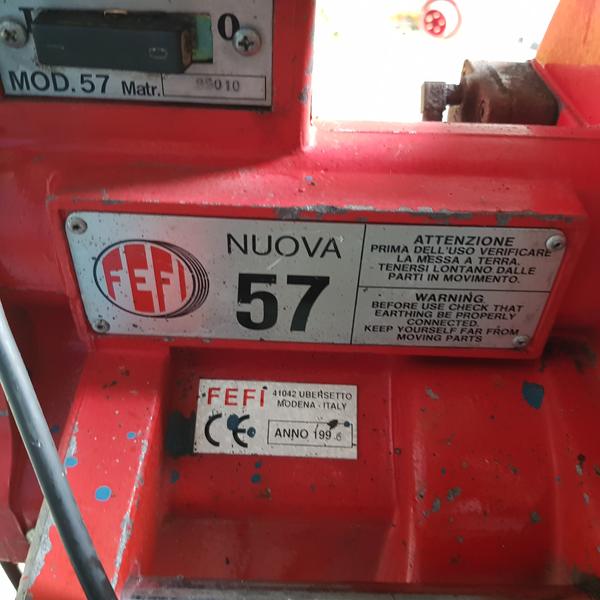 I O
MOD.57 Matr.
FEFI
NUOVA
57
ATTENZIONE
PRIMA DELL'USO VERIFICARE
LA MESSA A TERRA.
TENERSI LONTANO DALLE
PARTI IN MOVIMENTO.
WARNING
BEFORE USE CHECK THAT
EARTHING BE PROPERLY
CONNECTED.
KEEP YOURSELF FAR FROM
MOVING PARTS
FEFI 41042 UBERSETTO
MODENA - ITALY
CE ANNO 199